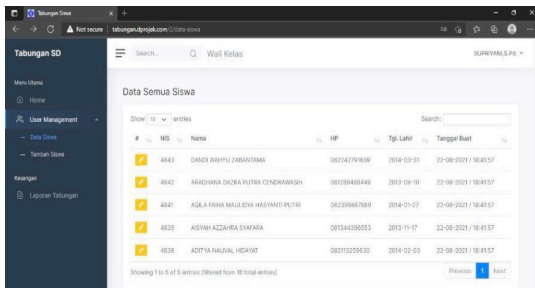 Tabungan Siswa
Not secure | tabungan.dprojek.com/2/data-siswa
Tabungan SD
Search...
Wali Kelas
SUPRIYANI,S.Pd.
Menu Utama
Home
User Management
Data Siswa
Tambah Siswa
Keuangan
Laporan Tabungan
Data Semua Siswa
Show 10 entries
Search:
# NIS Nama HP Tgl. Lahir Tanggal Buat
4843 DANDI WAHYU ZABANTAMA 082242791639 2014-03-31 22-08-2021 / 18:41:57
4842 ARADHANA DAZKA PUTRA CENDRAWASIH 081289468449 2013-09-18 22-08-2021 / 18:41:57
4841 AQILA FAIHA MAULIDYA HASYANTI PUTRI 082399887689 2014-01-27 22-08-2021 / 18:41:57
4839 AISYAH AZZAHRA SYAFARA 081344396553 2013-11-17 22-08-2021 / 18:41:57
4838 ADITYA NAUVAL HIDAYAT 082113259630 2014-02-03 22-08-2021 / 18:41:57
Showing 1 to 5 of 5 entries (filtered from 18 total entries)
Previous 1 Next